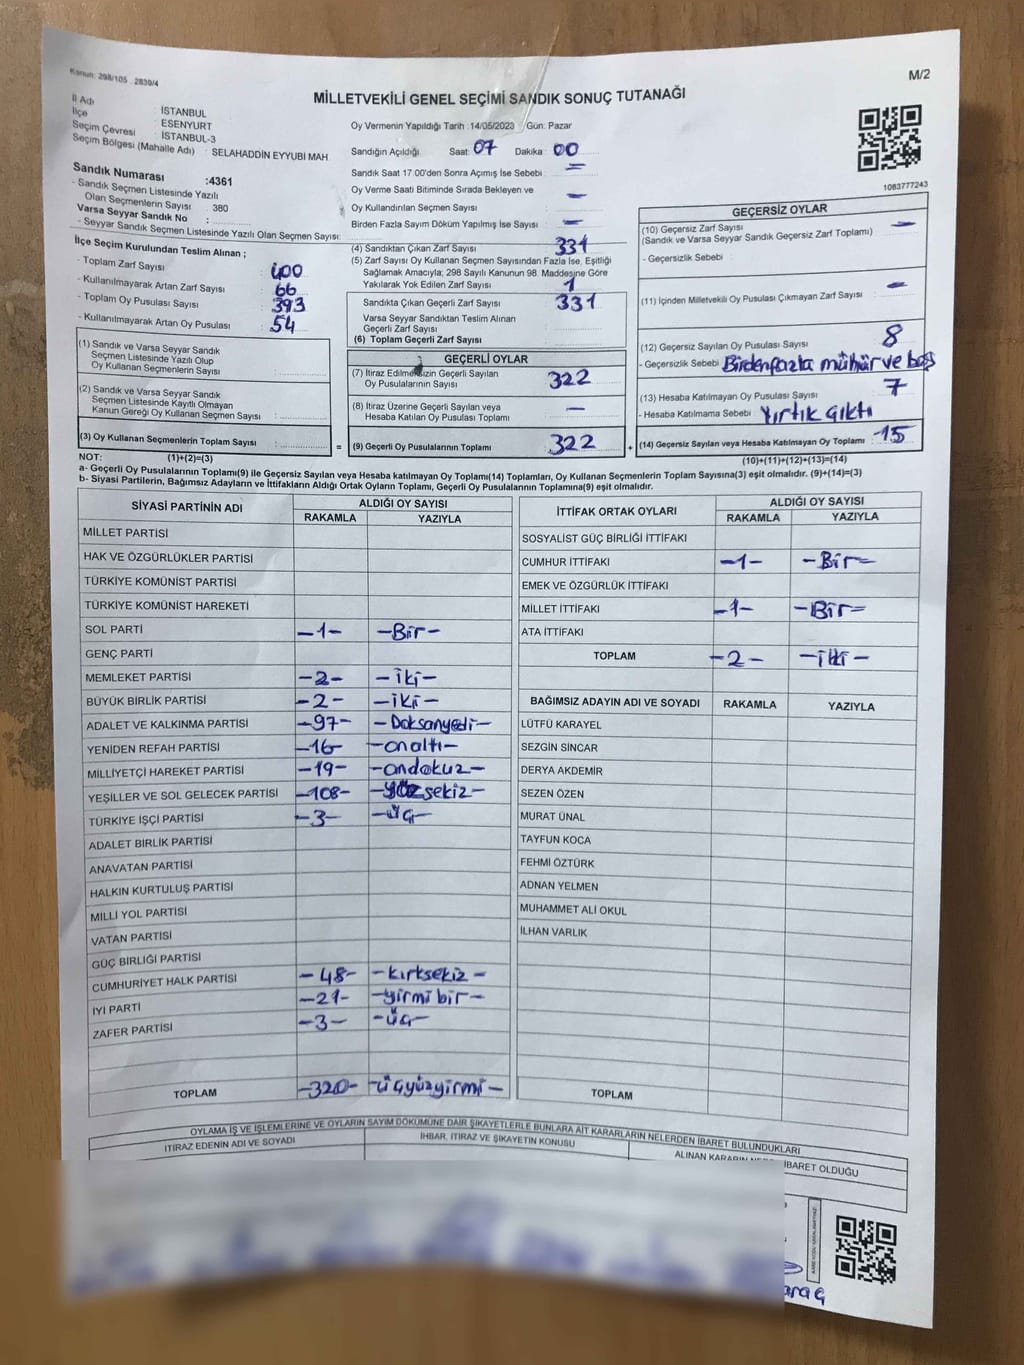 Kanun: 298/105 2839/4
M/2
MİLLETVEKİLİ GENEL SEÇİMİ SANDIK SONUÇ TUTANAĞI
İl Adı : İSTANBUL
İlçe : ESENYURT
Seçim Çevresi : İSTANBUL-3
Seçim Bölgesi (Mahalle Adı) : SELAHADDİN EYYUBİ MAH
Sandık Numarası :4361
- Sandık Seçmen Listesinde Yazılı
Olan Seçmenlerin Sayısı : 380
Varsa Seyyar Sandık No :
- Seyyar Sandık Seçmen Listesinde Yazılı Olan Seçmen Sayısı:
İlçe Seçim Kurulundan Teslim Alınan ;
- Toplam Zarf Sayısı : 400
- Kullanılmayarak Artan Zarf Sayısı : 66
- Toplam Oy Pusulası Sayısı : 393
- Kullanılmayarak Artan Oy Pusulası : 54
(1) Sandık ve Varsa Seyyar Sandık
Seçmen Listesinde Yazılı Olup
Oy Kullanan Seçmenlerin Sayısı :
(2) Sandık ve Varsa Seyyar Sandık
Seçmen Listesinde Kayıtlı Olmayan
Kanun Gereği Oy Kullanan Seçmen Sayısı :
(3) Oy Kullanan Seçmenlerin Toplam Sayısı :
Oy Vermenin Yapıldığı Tarih :14/05/2023 Gün: Pazar
Sandığın Açıldığı Saat: 07 Dakika: 00
Sandık Saat 17:00'den Sonra Açılmış İse Sebebi : =
Oy Verme Saati Bitiminde Sırada Bekleyen ve
Oy Kullandırılan Seçmen Sayısı : -
Birden Fazla Sayım Döküm Yapılmış İse Sayısı : -
(4) Sandıktan Çıkan Zarf Sayısı : 331
(5) Zarf Sayısı Oy Kullanan Seçmen Sayısından Fazla İse, Eşitliği
Sağlamak Amacıyla; 298 Sayılı Kanunun 98. Maddesine Göre
Yakılarak Yok Edilen Zarf Sayısı : 1
Sandıkta Çıkan Geçerli Zarf Sayısı : 331
Varsa Seyyar Sandıktan Teslim Alınan
Geçerli Zarf Sayısı :
(6) Toplam Geçerli Zarf Sayısı :
GEÇERLİ OYLAR
(7) İtiraz Edilmeksizin Geçerli Sayılan
Oy Pusulalarının Sayısı : 322
(8) İtiraz Üzerine Geçerli Sayılan veya
Hesaba Katılan Oy Pusulası Toplamı : -
= (9) Geçerli Oy Pusulalarının Toplamı : 322 +
1083777243
GEÇERSİZ OYLAR
(10) Geçersiz Zarf Sayısı
(Sandık ve Varsa Seyyar Sandık Geçersiz Zarf Toplamı) : -
- Geçersizlik Sebebi :
(11) İçinden Milletvekili Oy Pusulası Çıkmayan Zarf Sayısı : -
(12) Geçersiz Sayılan Oy Pusulası Sayısı : 8
- Geçersizlik Sebebi : Birdenfazla mühür ve boş
(13) Hesaba Katılmayan Oy Pusulası Sayısı : 7
- Hesaba Katılmama Sebebi : Yırtık çıktı
(14) Geçersiz Sayılan veya Hesaba Katılmayan Oy Toplamı : 15
NOT: (1)+(2)=(3)
(10)+(11)+(12)+(13)=(14)
a- Geçerli Oy Pusulalarının Toplamı(9) ile Geçersiz Sayılan veya Hesaba katılmayan Oy Toplamı(14) Toplamları, Oy Kullanan Seçmenlerin Toplam Sayısına(3) eşit olmalıdır. (9)+(14)=(3)
b- Siyasi Partilerin, Bağımsız Adayların ve İttifakların Aldığı Ortak Oyların Toplamı, Geçerli Oy Pusulalarının Toplamına(9) eşit olmalıdır.
SİYASİ PARTİNİN ADI ALDIĞI OY SAYISI
RAKAMLA YAZIYLA
MİLLET PARTİSİ
HAK VE ÖZGÜRLÜKLER PARTİSİ
TÜRKİYE KOMÜNİST PARTİSİ
TÜRKİYE KOMÜNİST HAREKETİ
SOL PARTİ -1- -Bir-
GENÇ PARTİ
MEMLEKET PARTİSİ -2- -iki-
BÜYÜK BİRLİK PARTİSİ -2- -iki-
ADALET VE KALKINMA PARTİSİ -97- -Doksanyedi-
YENİDEN REFAH PARTİSİ -16- -onaltı-
MİLLİYETÇİ HAREKET PARTİSİ -19- -ondokuz-
YEŞİLLER VE SOL GELECEK PARTİSİ -108- -yüzsekiz-
TÜRKİYE İŞÇİ PARTİSİ -3- -üç-
ADALET BİRLİK PARTİSİ
ANAVATAN PARTİSİ
HALKIN KURTULUŞ PARTİSİ
MİLLİ YOL PARTİSİ
VATAN PARTİSİ
GÜÇ BİRLİĞİ PARTİSİ
CUMHURİYET HALK PARTİSİ -48- -kırksekiz-
İYİ PARTİ -21- -yirmi bir-
ZAFER PARTİSİ -3- -üç-
TOPLAM -320- -üçyüzyirmi-
İTTİFAK ORTAK OYLARI ALDIĞI OY SAYISI
RAKAMLA YAZIYLA
SOSYALİST GÜÇ BİRLİĞİ İTTİFAKI
CUMHUR İTTİFAKI -1- -Bir-
EMEK VE ÖZGÜRLÜK İTTİFAKI
MİLLET İTTİFAKI -1- -Bir-
ATA İTTİFAKI
TOPLAM -2- -iki-
BAĞIMSIZ ADAYIN ADI VE SOYADI RAKAMLA YAZIYLA
LÜTFÜ KARAYEL
SEZGİN SİNCAR
DERYA AKDEMİR
SEZEN ÖZEN
MURAT ÜNAL
TAYFUN KOCA
FEHMİ ÖZTÜRK
ADNAN YELMEN
MUHAMMET ALİ OKUL
İLHAN VARLIK
TOPLAM
OYLAMA İŞ VE İŞLEMLERİNE VE OYLARIN SAYIM DÖKÜMÜNE DAİR ŞİKAYETLERLE BUNLARA AİT KARARLARIN NELERDEN İBARET BULUNDUKLARI
İTİRAZ EDENİN ADI VE SOYADI İHBAR, İTİRAZ VE ŞİKAYETİN KONUSU ALINAN KARARIN İBARET OLDUĞU